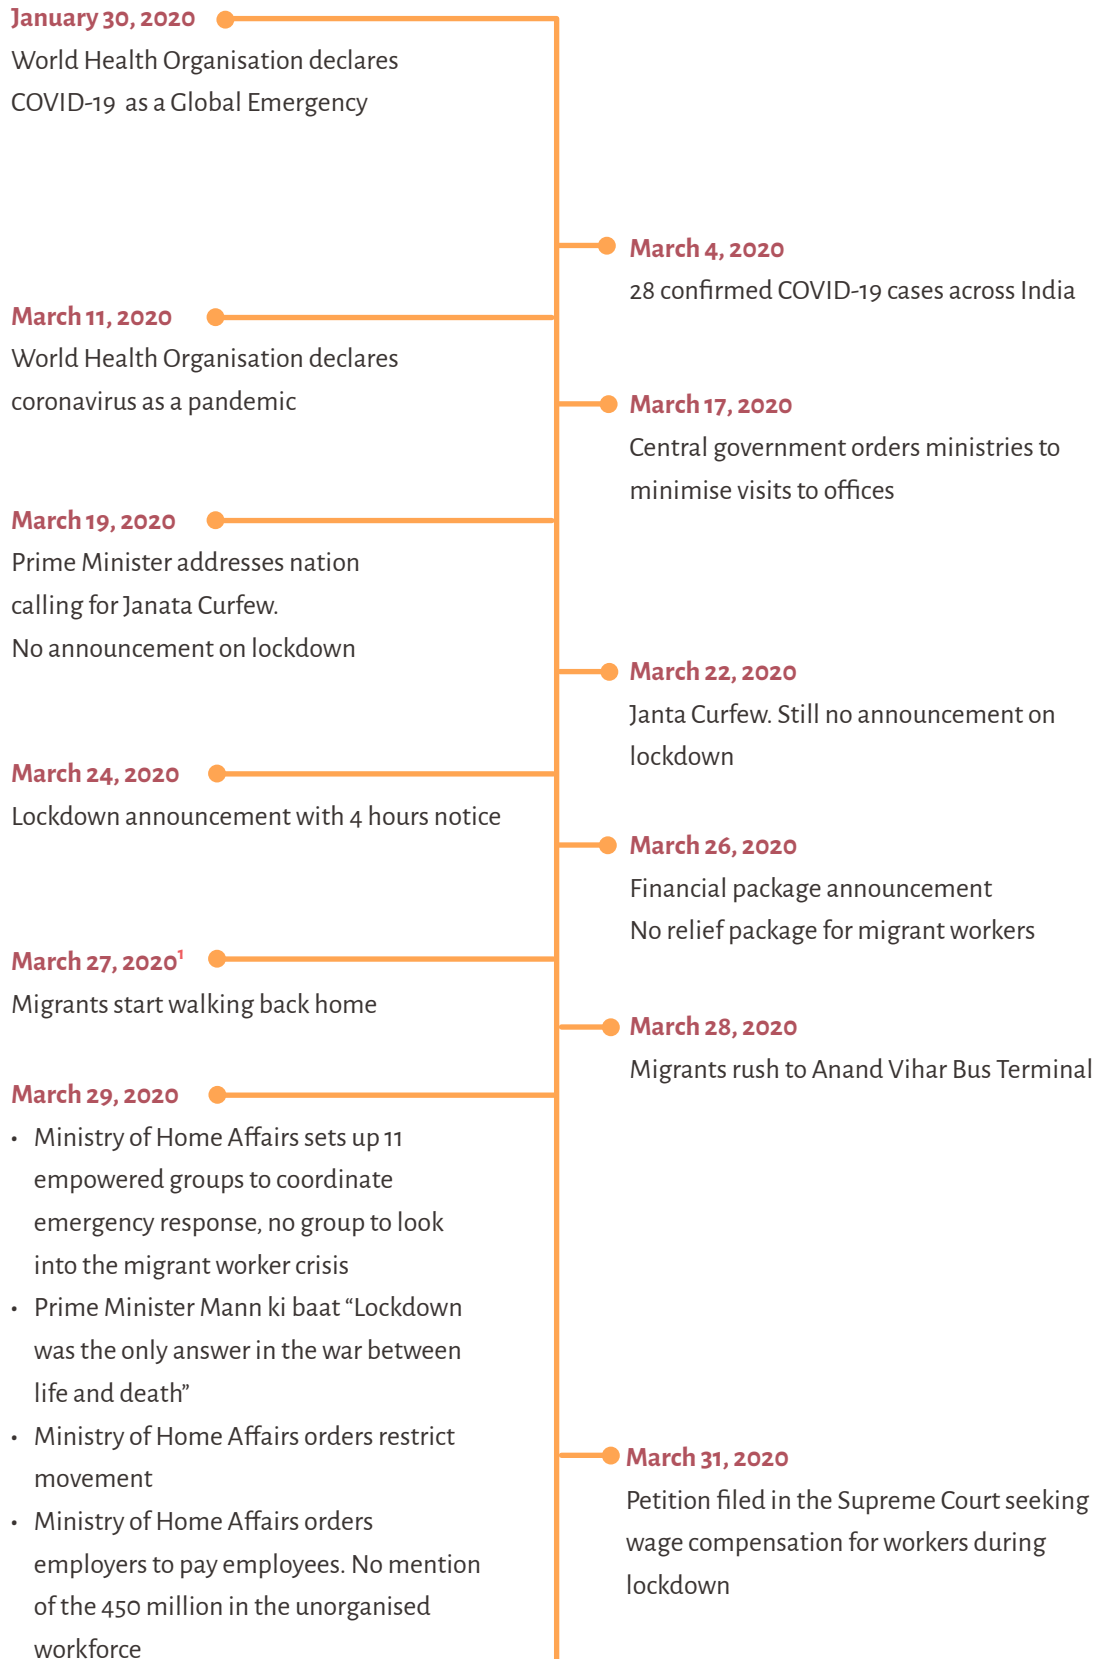 January 30, 2020
World Health Organisation declares
COVID-19 as a Global Emergency
March 4, 2020
28 confirmed COVID-19 cases across India
March 11, 2020
World Health Organisation declares
coronavirus as a pandemic
March 17, 2020
Central government orders ministries to
minimise visits to offices
March 19, 2020
Prime Minister addresses nation
calling for Janata Curfew.
No announcement on lockdown
March 22, 2020
Janta Curfew. Still no announcement on
lockdown
March 24, 2020
Lockdown announcement with 4 hours notice
March 26, 2020
Financial package announcement
No relief package for migrant workers
March 27, 2020¹
Migrants start walking back home
March 28, 2020
Migrants rush to Anand Vihar Bus Terminal
March 29, 2020
• Ministry of Home Affairs sets up 11
empowered groups to coordinate
emergency response, no group to look
into the migrant worker crisis
• Prime Minister Mann ki baat “Lockdown
was the only answer in the war between
life and death”
• Ministry of Home Affairs orders restrict
movement
• Ministry of Home Affairs orders
employers to pay employees. No mention
of the 450 million in the unorganised
workforce
March 31, 2020
Petition filed in the Supreme Court seeking
wage compensation for workers during
lockdown